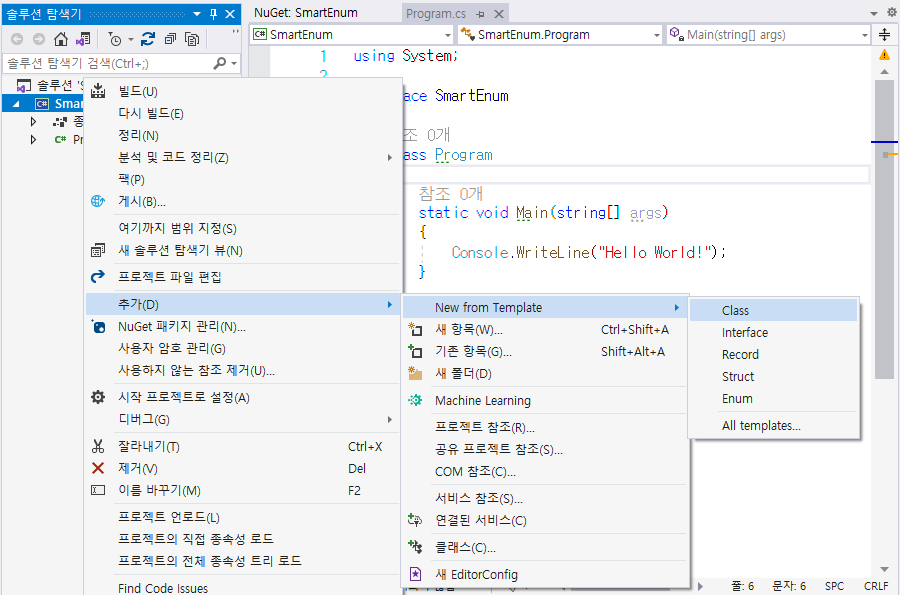 솔루션 탐색기
NuGet: SmartEnum
Program.cs
SmartEnum
SmartEnum.Program
Main(string[] args)
솔루션 탐색기 검색(Ctrl+;)
솔루션 'S
Smar
종
Pr
1 using System;
2
ace SmartEnum
조 0개
ass Program
참조 0개
static void Main(string[] args)
{
Console.WriteLine("Hello World!");
}
빌드(U)
다시 빌드(E)
정리(N)
분석 및 코드 정리(Z)
팩(P)
게시(B)...
여기까지 범위 지정(S)
새 솔루션 탐색기 뷰(N)
프로젝트 파일 편집
추가(D)
NuGet 패키지 관리(N)...
사용자 암호 관리(G)
사용하지 않는 참조 제거(U)...
시작 프로젝트로 설정(A)
디버그(G)
잘라내기(T) Ctrl+X
제거(V) Del
이름 바꾸기(M) F2
프로젝트 언로드(L)
프로젝트의 직접 종속성 로드
프로젝트의 전체 종속성 트리 로드
Find Code Issues
New from Template
새 항목(W)... Ctrl+Shift+A
기존 항목(G)... Shift+Alt+A
새 폴더(D)
Machine Learning
프로젝트 참조(R)...
공유 프로젝트 참조(S)...
COM 참조(C)...
서비스 참조(S)...
연결된 서비스(C)
클래스(C)...
새 EditorConfig
Class
Interface
Record
Struct
Enum
All templates...
줄: 6 문자: 6 SPC CRLF